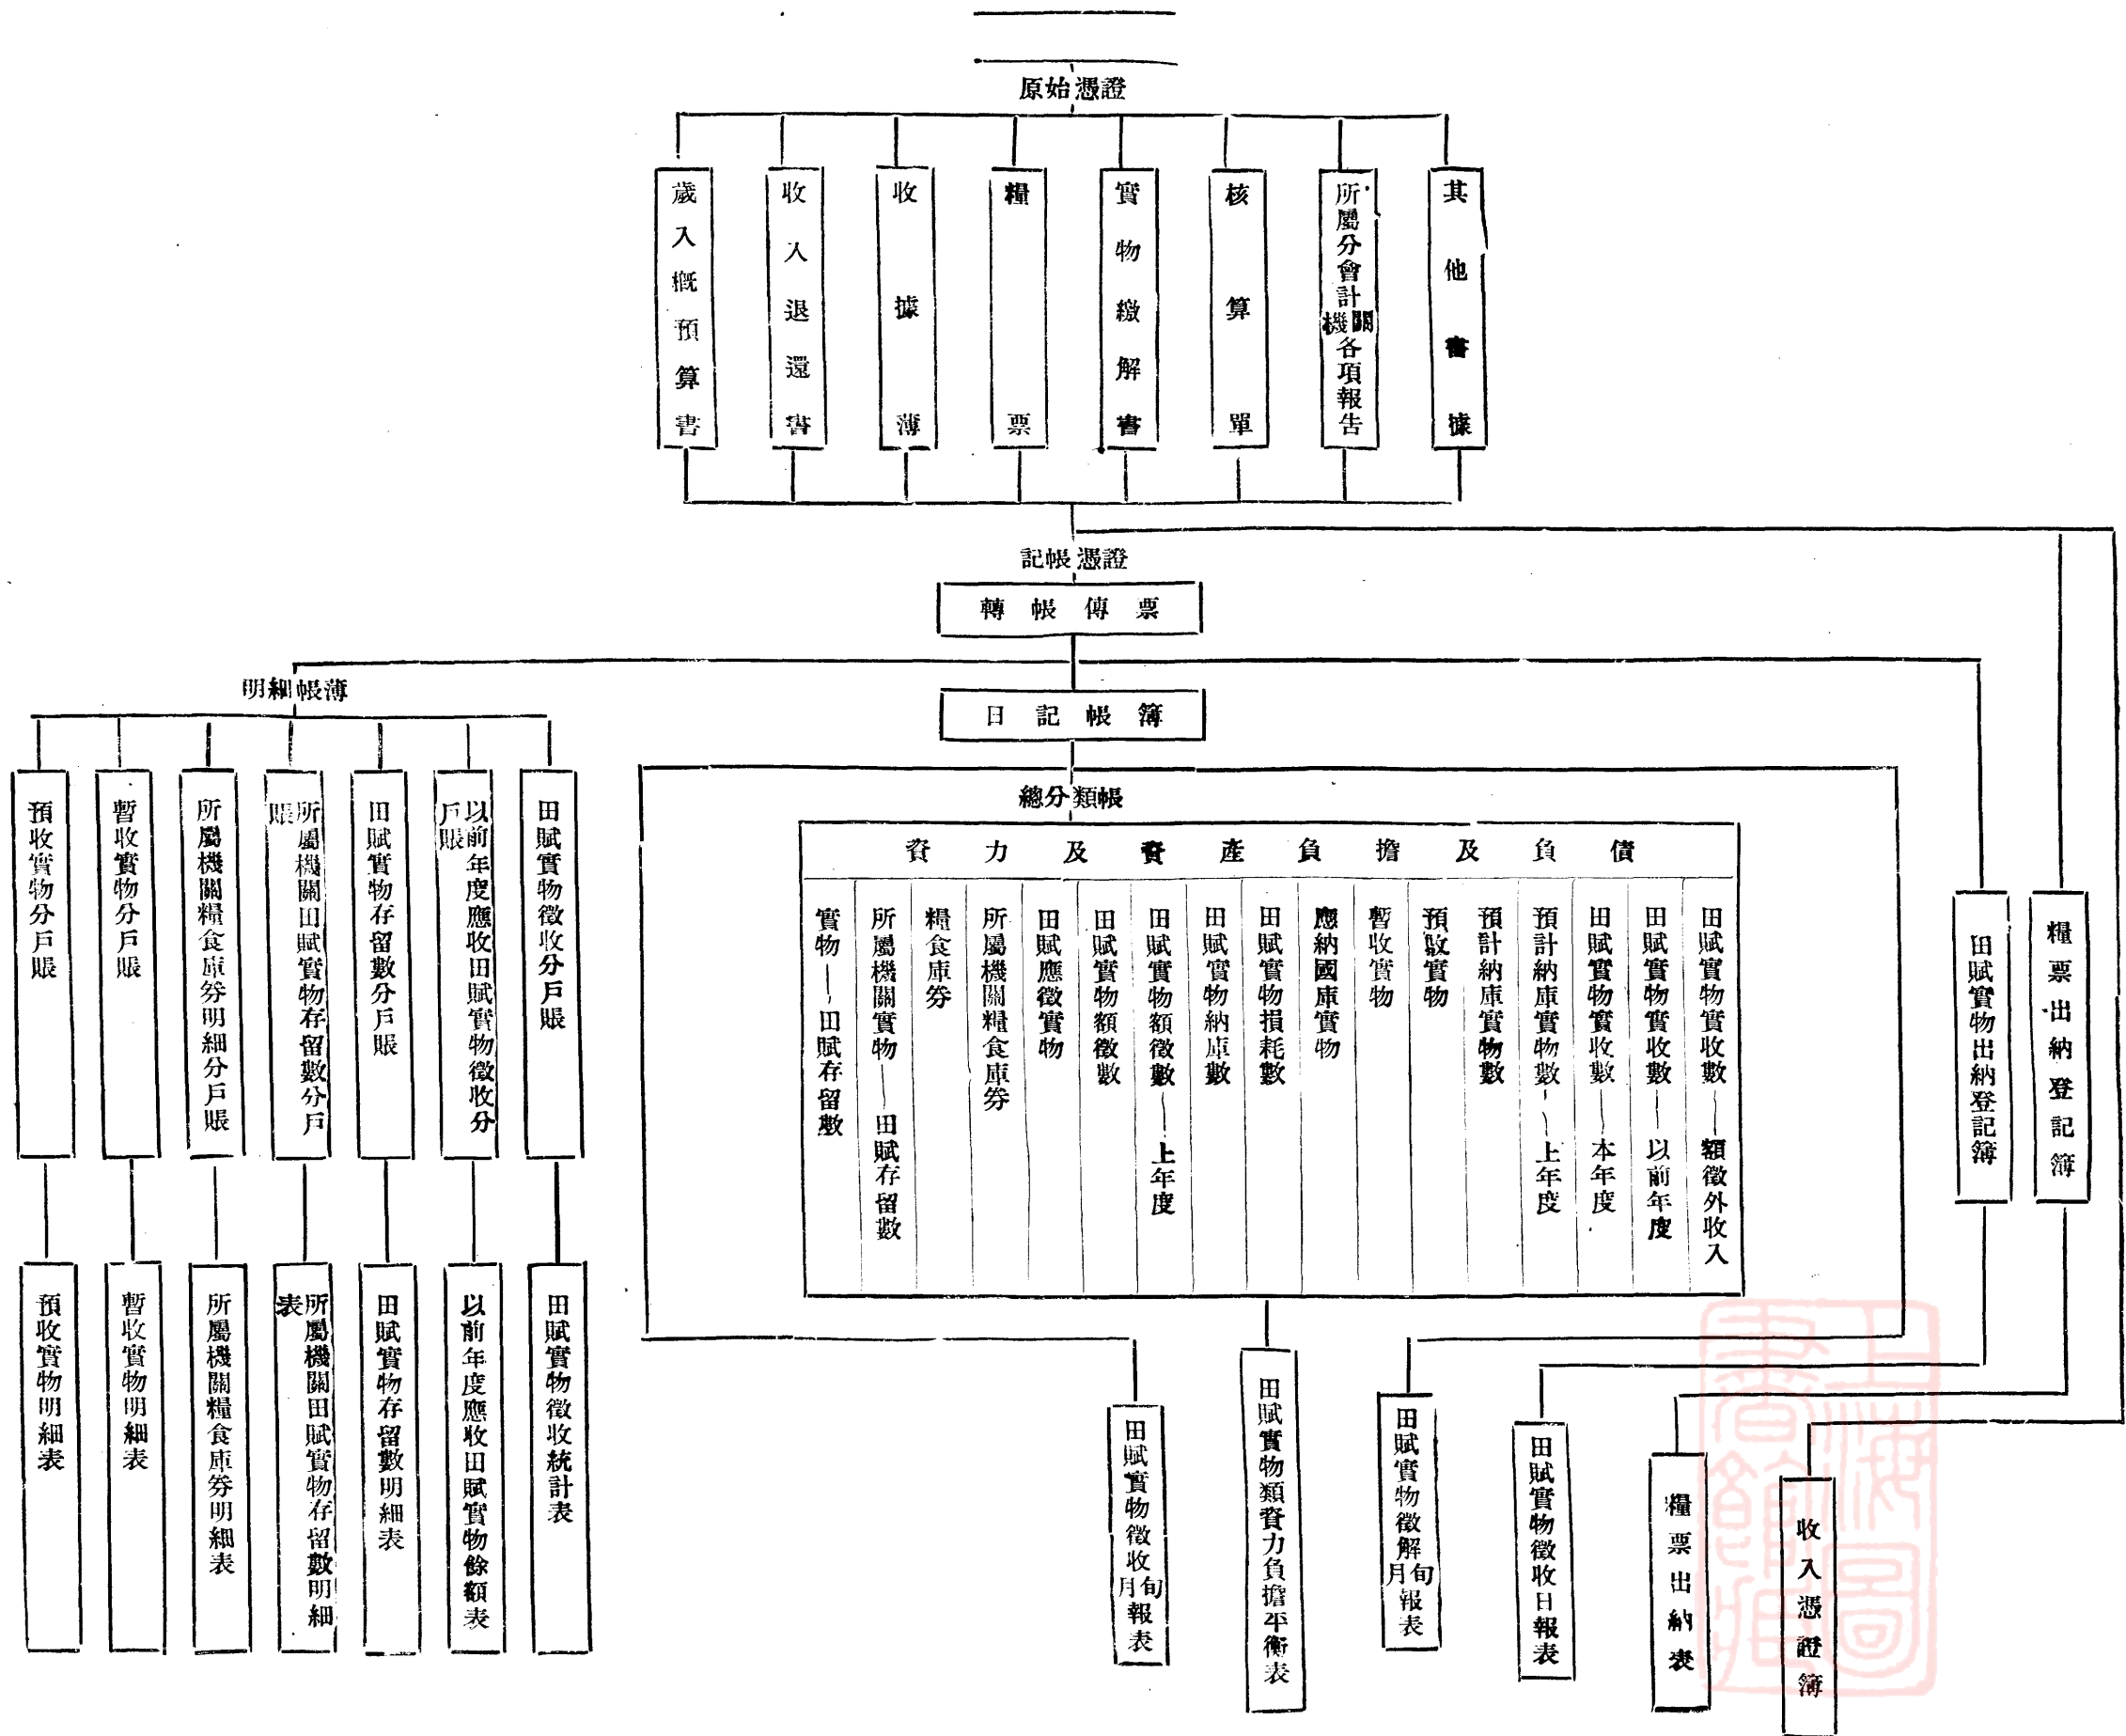 原始憑證
歲入概預算書
收入退還書
收據薄
糧票
實物繳解書
核算單
所屬分會計機關各項報告
其他書據
記帳憑證
轉帳傳票
明細帳薄
日記帳簿
預收實物分戶賬
暫收實物分戶賬
所屬機關糧食庫券明細分戶賬
所屬機關田賦實物存留數分戶賬
田賦實物存留數分戶賬
以前年度應收田賦實物徵收分戶賬
田賦實物徵收分戶賬
預收實物明細表
暫收實物明細表
所屬機關糧食庫券明細表
所屬機關田賦實物存留數明細表
田賦實物存留數明細表
以前年度應收田賦實物餘額表
田賦實物徵收統計表
總分類帳
資力及資產負擔及負債
實物——田賦存留數
所屬機關實物——田賦存留數
糧食庫券
所屬機關糧食庫券
田賦應徵實物
田賦實物額徵數
田賦實物額徵數——上年度
田賦實物納庫數
田賦實物損耗數
應納國庫實物
暫收實物
預收實物
預計納庫實物數
預計納庫實物數——上年度
田賦實物實收數——本年度
田賦實物實收數——以前年度
田賦實物實收數——額徵外收入
田賦實物出納登記簿
糧票出納登記簿
田賦實物徵收旬月報表
田賦實物類資力負擔平衡表
田賦實物徵解旬月報表
田賦實物徵收日報表
糧票出納表
收入憑證簿
上海圖書館藏